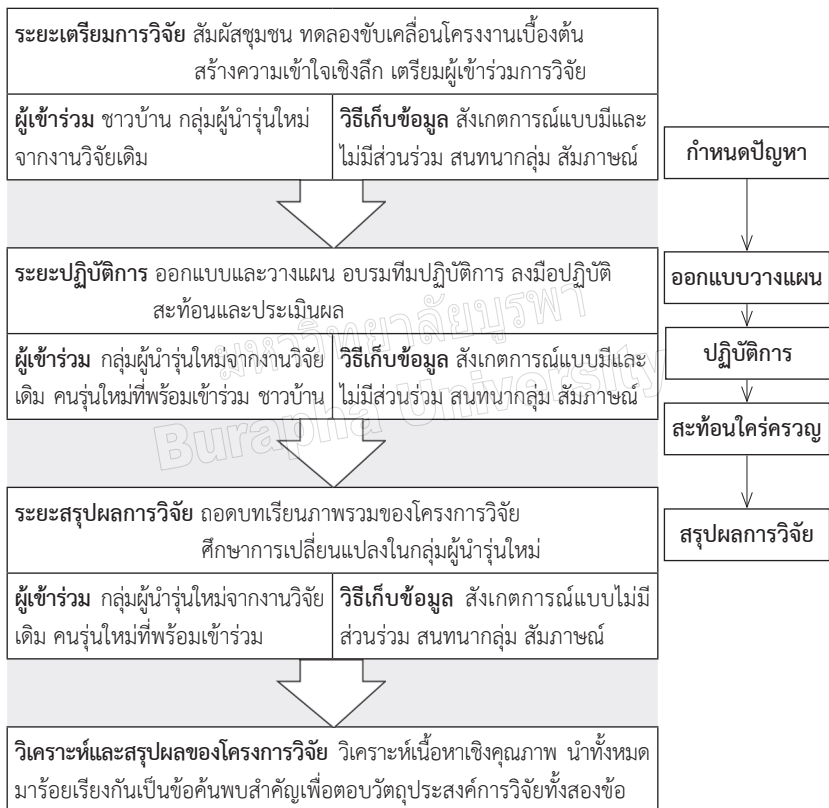 ระยะเตรียมการวิจัย สัมผัสชุมชน ทดลองขับเคลื่อนโครงงานเบื้องต้น
สร้างความเข้าใจเชิงลึก เตรียมผู้เข้าร่วมการวิจัย
ผู้เข้าร่วม ชาวบ้าน กลุ่มผู้นำรุ่นใหม่
จากงานวิจัยเดิม
วิธีเก็บข้อมูล สังเกตการณ์แบบมีและ
ไม่มีส่วนร่วม สนทนากลุ่ม สัมภาษณ์
กำหนดปัญหา
ระยะปฏิบัติการ ออกแบบและวางแผน อบรมทีมปฏิบัติการ ลงมือปฏิบัติ
สะท้อนและประเมินผล
ผู้เข้าร่วม กลุ่มผู้นำรุ่นใหม่จากงานวิจัย
เดิม คนรุ่นใหม่ที่พร้อมเข้าร่วม ชาวบ้าน
วิธีเก็บข้อมูล สังเกตการณ์แบบมีและ
ไม่มีส่วนร่วม สนทนากลุ่ม สัมภาษณ์
ออกแบบวางแผน
ปฏิบัติการ
สะท้อนใคร่ครวญ
มหาวิทยาลัยบูรพา
Burapha University
ระยะสรุปผลการวิจัย ถอดบทเรียนภาพรวมของโครงการวิจัย
ศึกษาการเปลี่ยนแปลงในกลุ่มผู้นำรุ่นใหม่
ผู้เข้าร่วม กลุ่มผู้นำรุ่นใหม่จากงานวิจัย
เดิม คนรุ่นใหม่ที่พร้อมเข้าร่วม
วิธีเก็บข้อมูล สังเกตการณ์แบบไม่มี
ส่วนร่วม สนทนากลุ่ม สัมภาษณ์
สรุปผลการวิจัย
วิเคราะห์และสรุปผลของโครงการวิจัย วิเคราะห์เนื้อหาเชิงคุณภาพ นำทั้งหมด
มาร้อยเรียงกันเป็นข้อค้นพบสำคัญเพื่อตอบวัตถุประสงค์การวิจัยทั้งสองข้อ